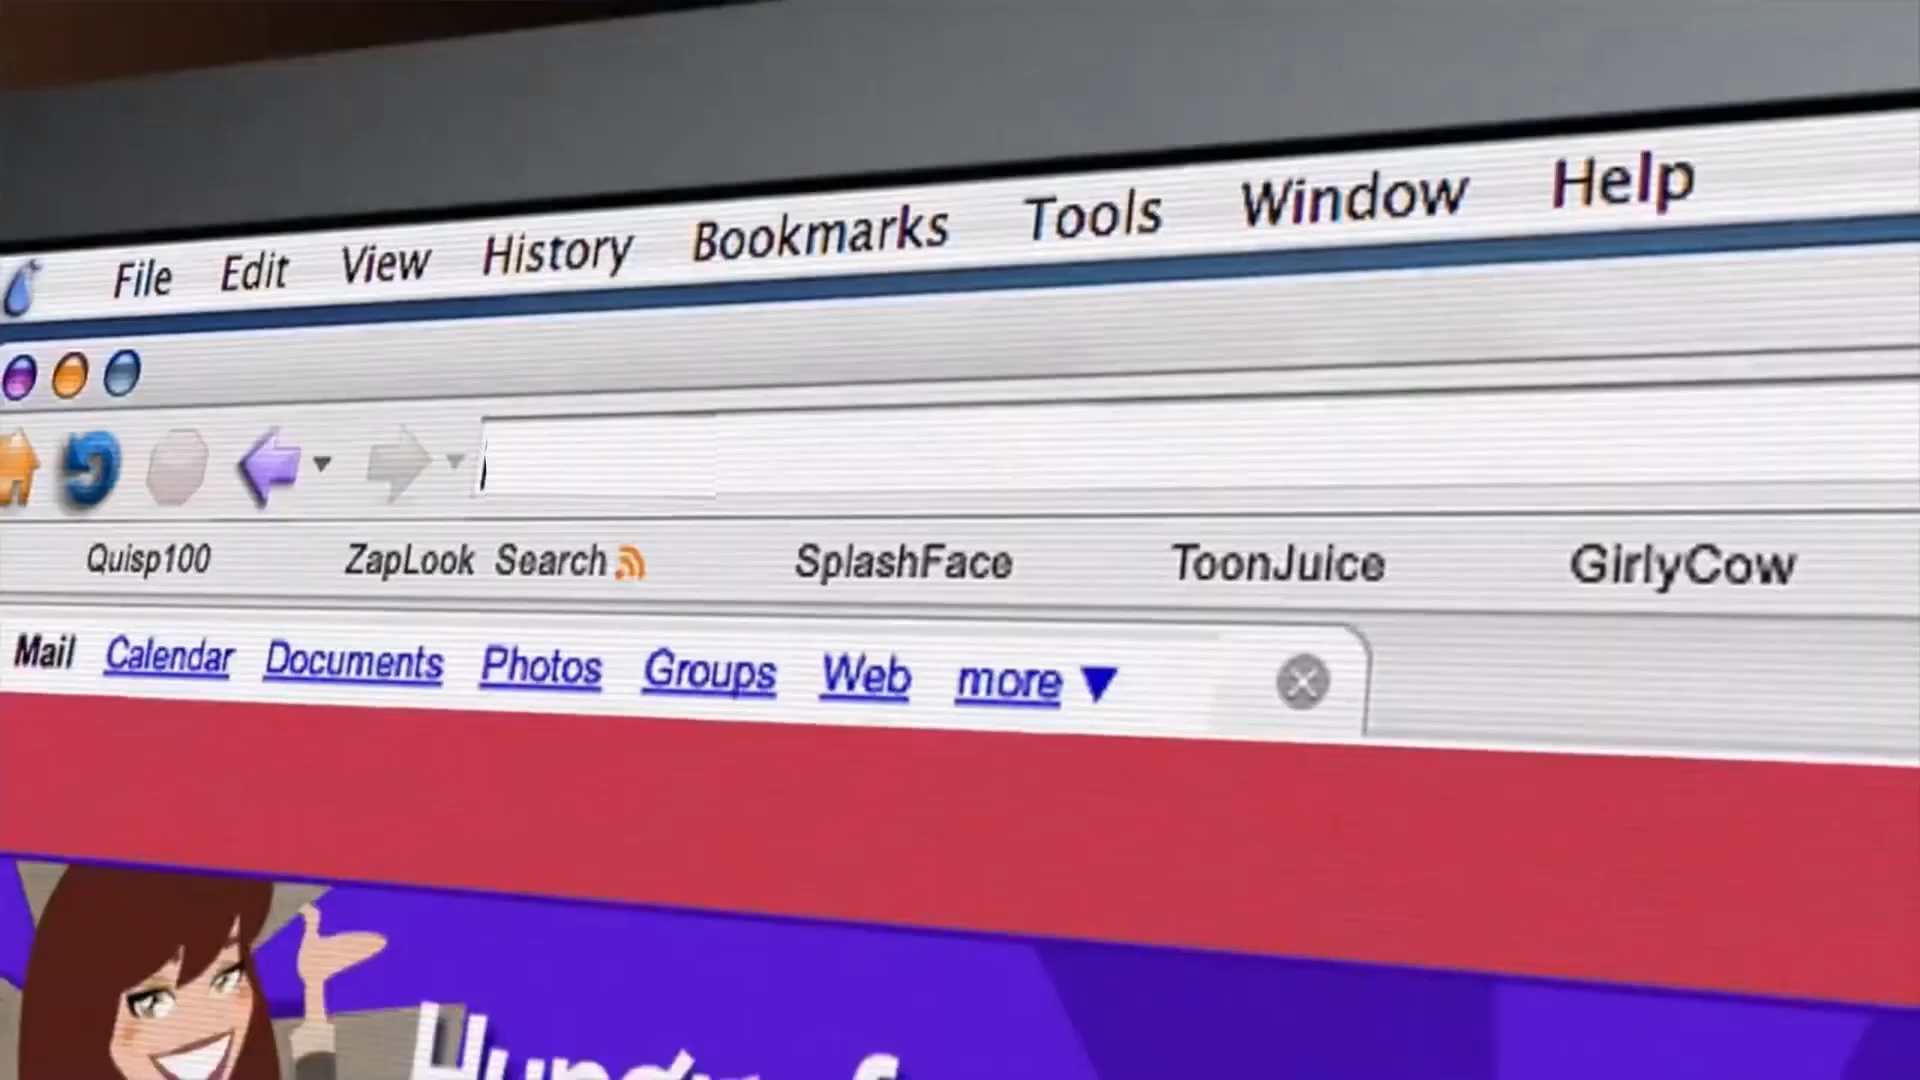 File Edit View History Bookmarks Tools Window Help
Quisp100 ZapLook Search SplashFace ToonJuice GirlyCow
Mail Calendar Documents Photos Groups Web more